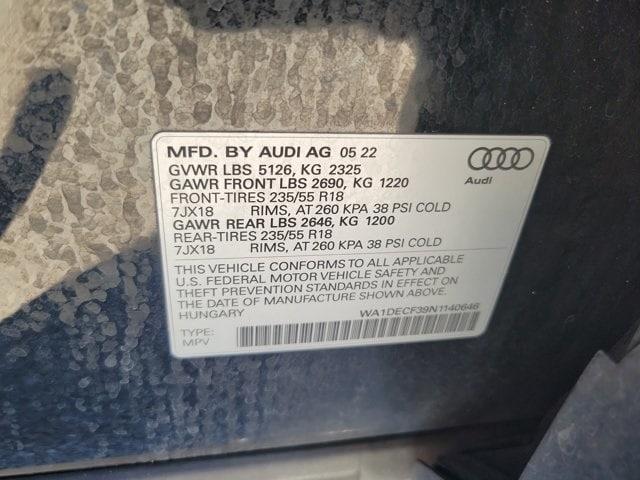 MFD. BY AUDI AG 05 22
GVWR LBS 5126, KG 2325
GAWR FRONT LBS 2690, KG 1220
FRONT-TIRES 235/55 R18
7JX18 RIMS, AT 260 KPA 38 PSI COLD
GAWR REAR LBS 2646, KG 1200
REAR-TIRES 235/55 R18
7JX18 RIMS, AT 260 KPA 38 PSI COLD
Audi
THIS VEHICLE CONFORMS TO ALL APPLICABLE
U.S. FEDERAL MOTOR VEHICLE SAFETY AND
THEFT PREVENTION STANDARDS IN EFFECT ON
THE DATE OF MANUFACTURE SHOWN ABOVE.
HUNGARY
WA1DECF39N1140646
TYPE:
MPV